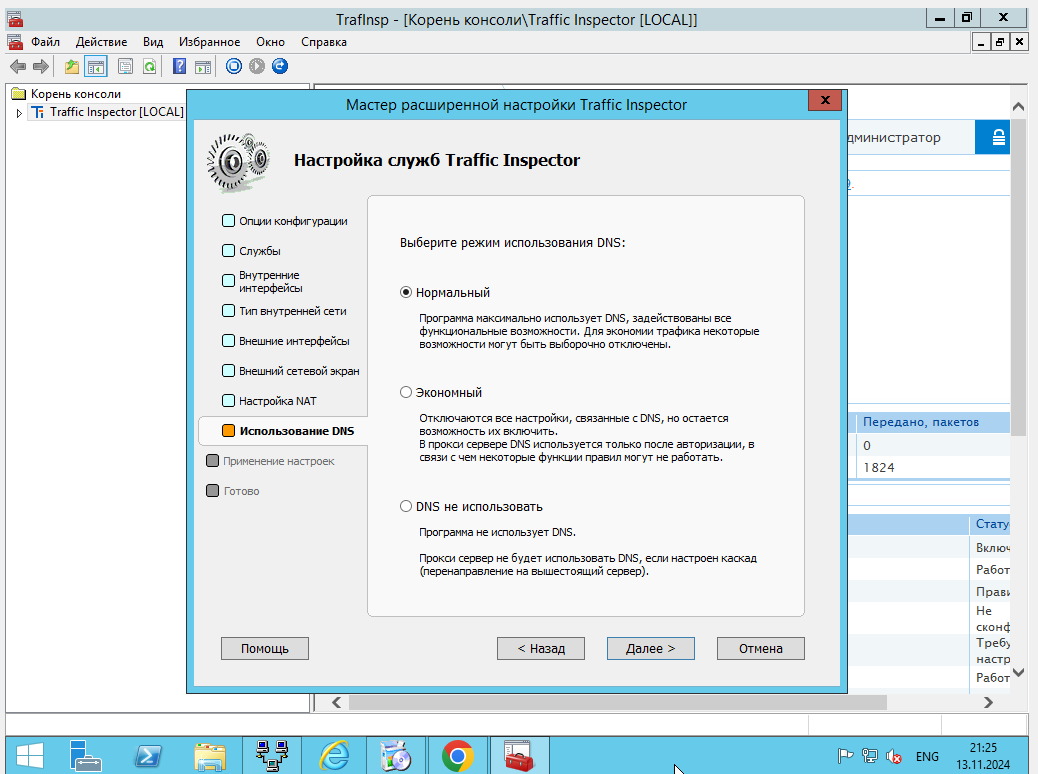 TrafInsp - [Корень консоли\Traffic Inspector [LOCAL]]
Файл Действие Вид Избранное Окно Справка
Корень консоли
Traffic Inspector [LOCAL]
Мастер расширенной настройки Traffic Inspector
Настройка служб Traffic Inspector
Опции конфигурации
Службы
Внутренние
интерфейсы
Тип внутренней сети
Внешние интерфейсы
Внешний сетевой экран
Настройка NAT
Использование DNS
Применение настроек
Готово
Выберите режим использования DNS:
Нормальный
Программа максимально использует DNS, задействованы все
функциональные возможности. Для экономии трафика некоторые
возможности могут быть выборочно отключены.
Экономный
Отключаются все настройки, связанные с DNS, но остается
возможность их включить.
В прокси сервере DNS используется только после авторизации, в
связи с чем некоторые функции правил могут не работать.
DNS не использовать
Программа не использует DNS.
Прокси сервер не будет использовать DNS, если настроен каскад
(перенаправление на вышестоящий сервер).
Помощь
< Назад
Далее >
Отмена
дминистратор
Передано, пакетов
0
1824
Стату
Включ
Работ
Прави
Не
сконф
Требу
настр
Работ
ENG
21:25
13.11.2024